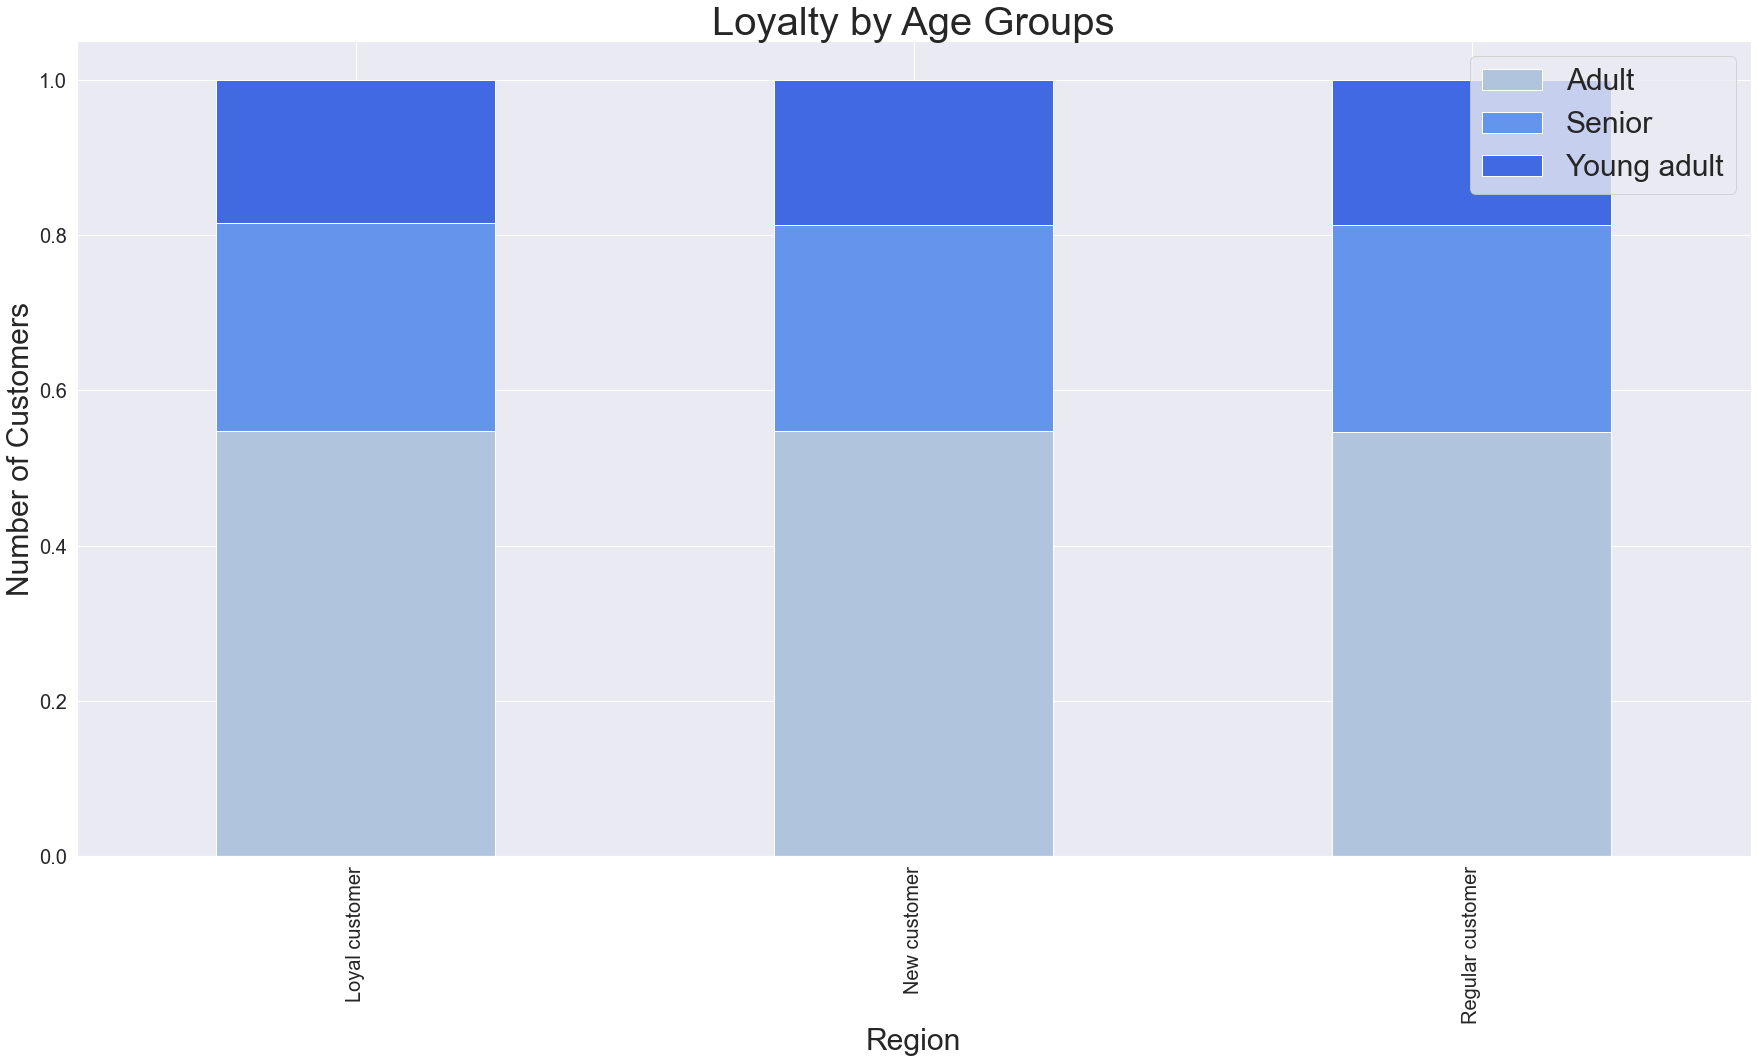 Loyalty by Age Groups
Adult
Senior
Young adult
Number of Customers
1.0
0.8
0.6
0.4
0.2
0.0
Loyal customer
New customer
Regular customer
Region